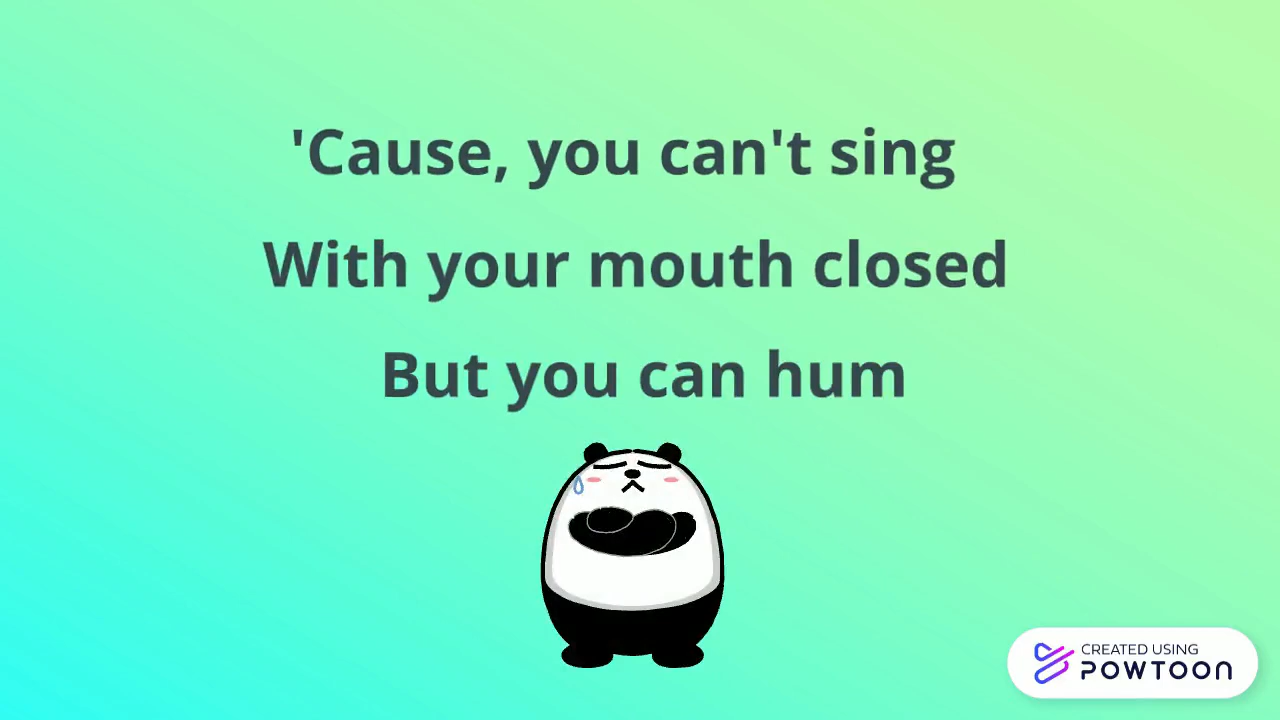 'Cause, you can't sing
With your mouth closed
But you can hum
CREATED USING
POWTOON